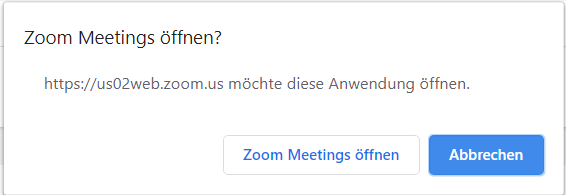 Zoom Meetings öffnen?
https://us02web.zoom.us möchte diese Anwendung öffnen.
Zoom Meetings öffnen Abbrechen